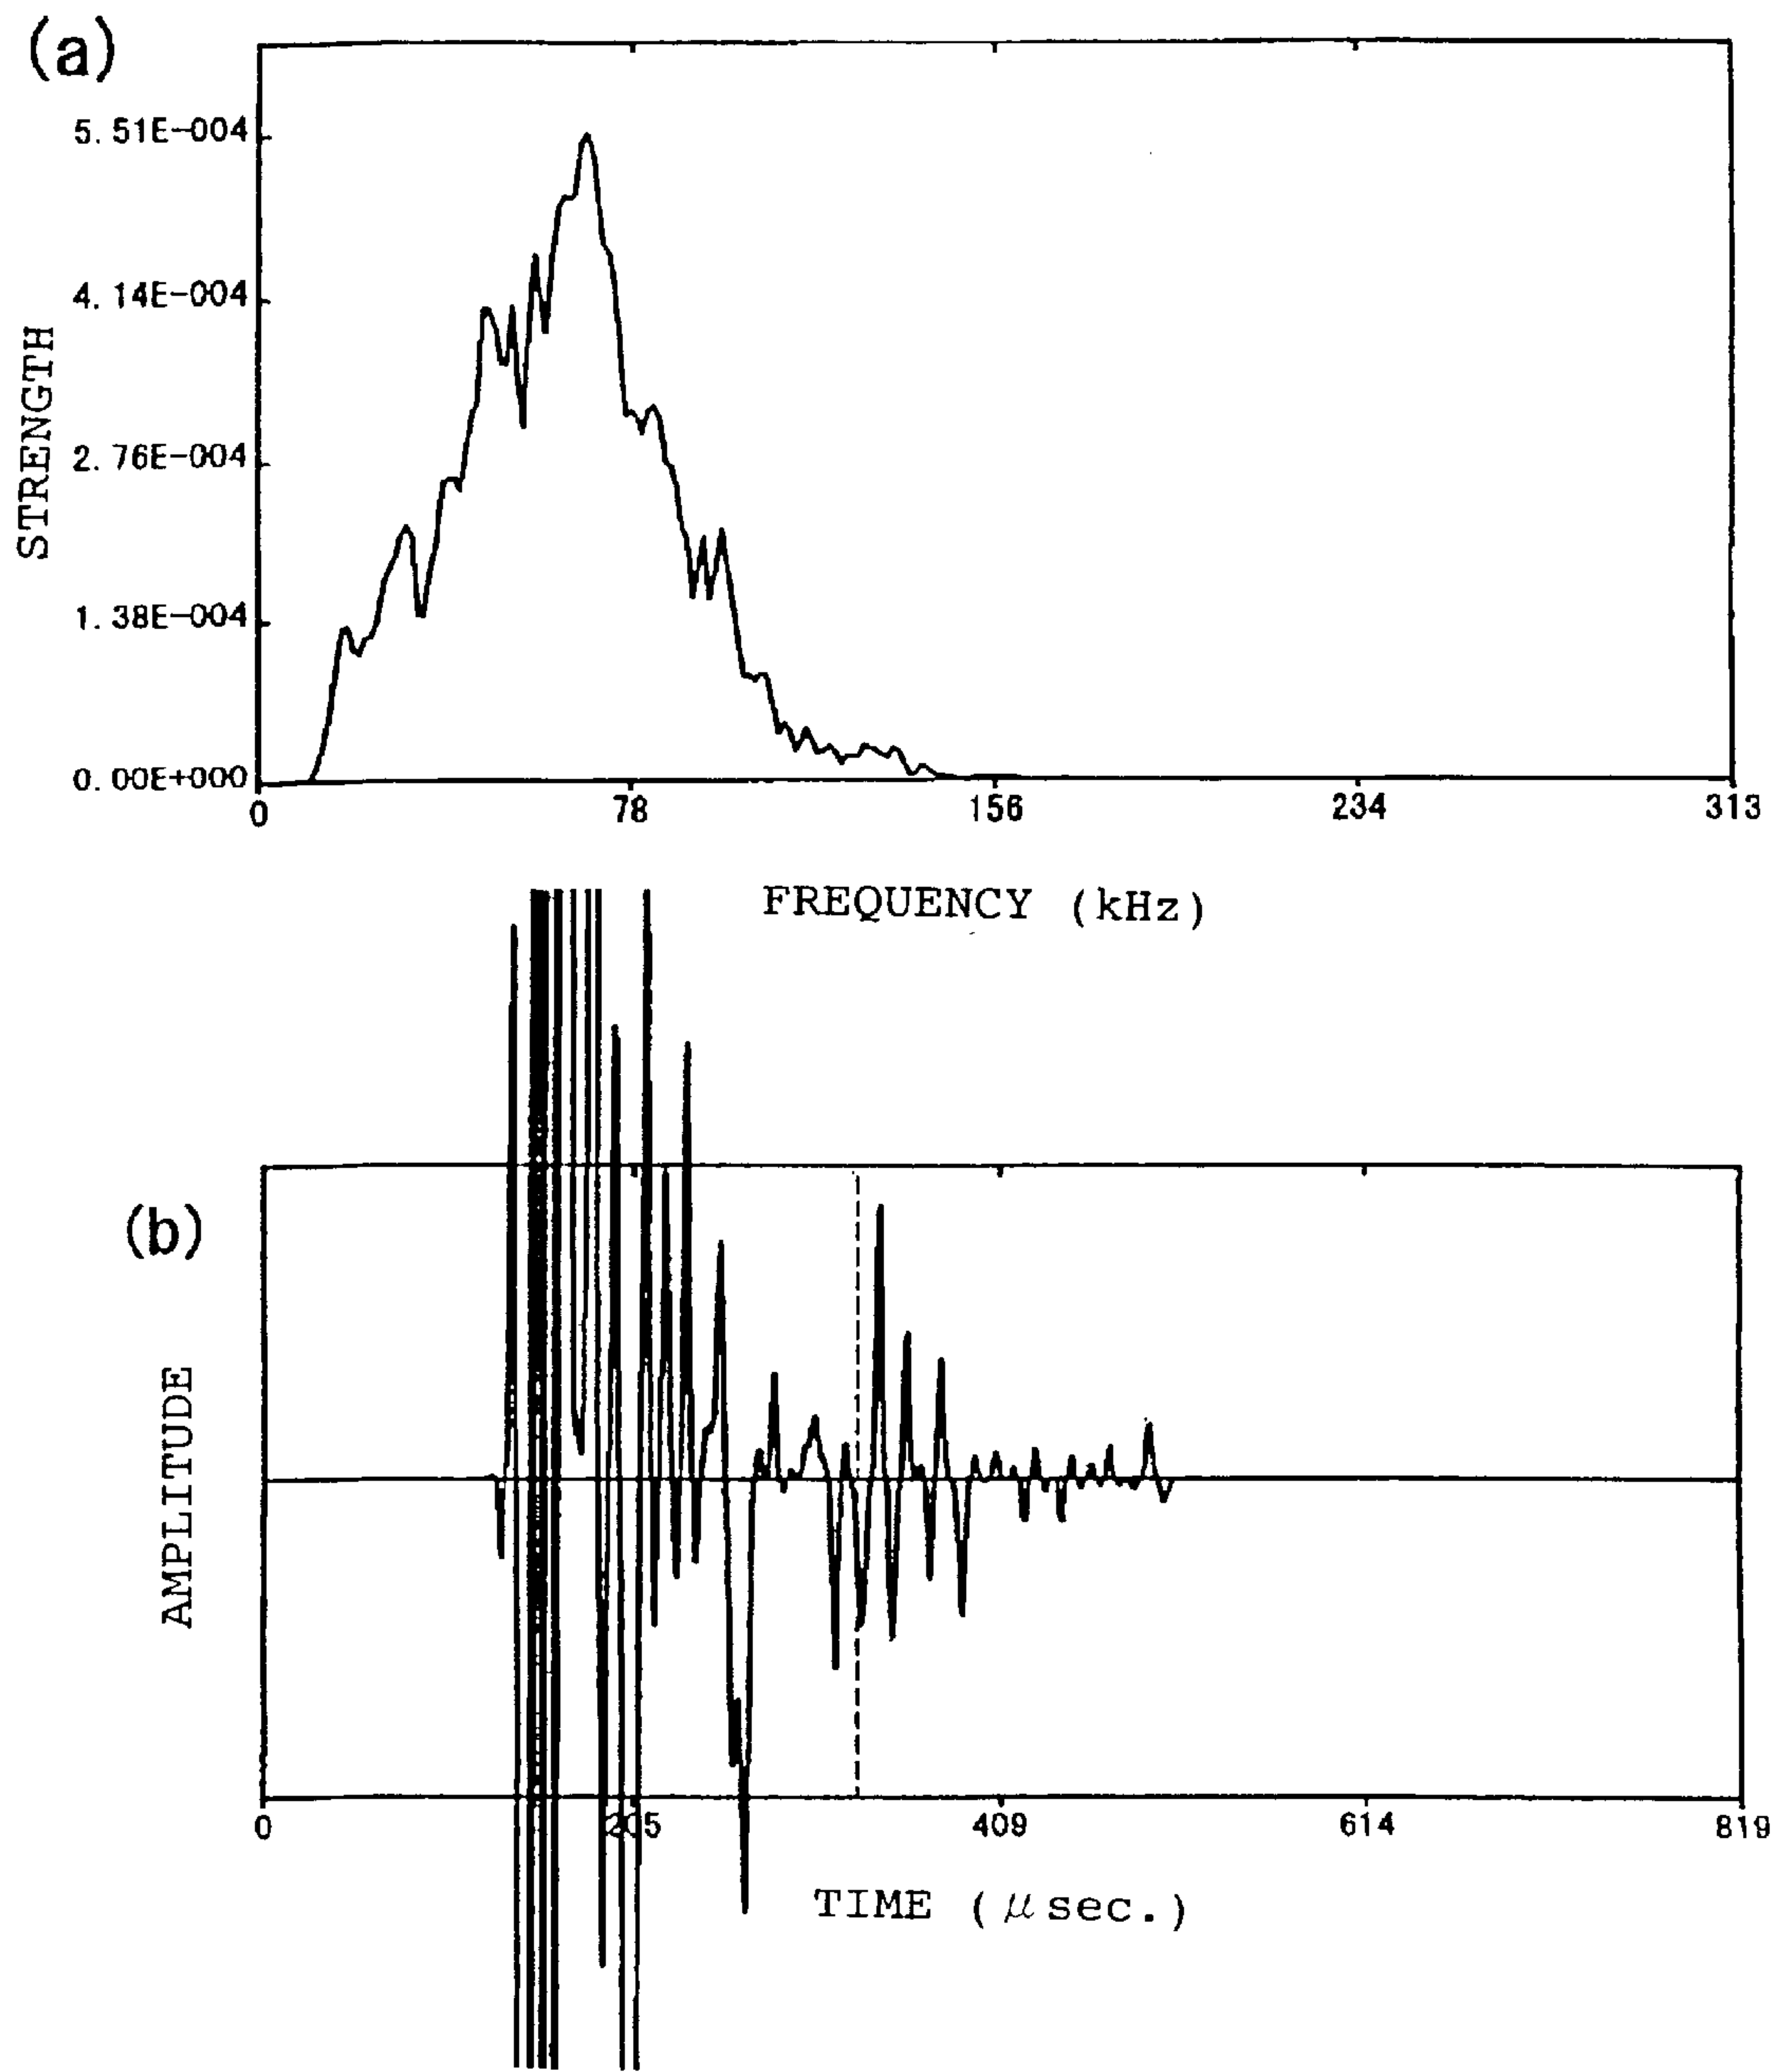 (a)
5.51E-004
4.14E-004
2.76E-004
1.38E-004
0.00E+000
STRENGTH
0 78 156 234 313
FREQUENCY (kHz)
(b)
AMPLITUDE
0 205 409 614 819
TIME (μsec.)